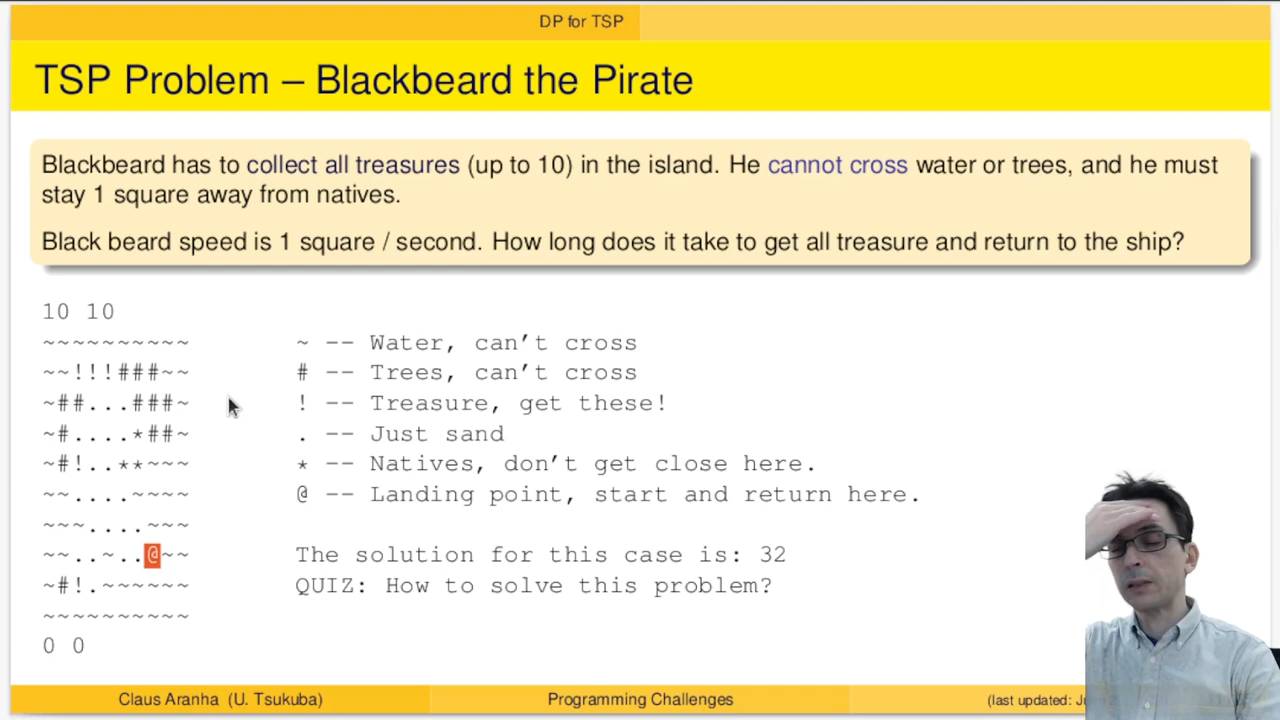 DP for TSP
TSP Problem – Blackbeard the Pirate
Blackbeard has to collect all treasures (up to 10) in the island. He cannot cross water or trees, and he must
stay 1 square away from natives.
Black beard speed is 1 square / second. How long does it take to get all treasure and return to the ship?
10 10
~~~~~~~~~~ ~ -- Water, can't cross
~~!!!###~~ # -- Trees, can't cross
~##...###~ ! -- Treasure, get these!
~#....*##~ . -- Just sand
~#!..**~~~ * -- Natives, don't get close here.
~~....~~~~ @ -- Landing point, start and return here.
~~~....~~~
~~..~..@~~ The solution for this case is: 32
~#!.~~~~~~ QUIZ: How to solve this problem?
~~~~~~~~~~
0 0
Claus Aranha (U. Tsukuba) Programming Challenges (last updated: